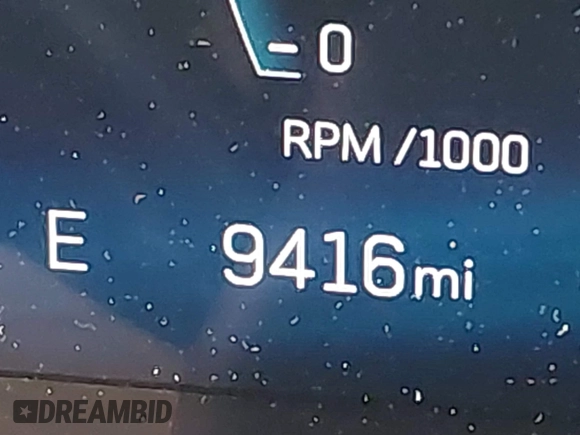 - 0
RPM /1000
E 9416mi
DREAMBID